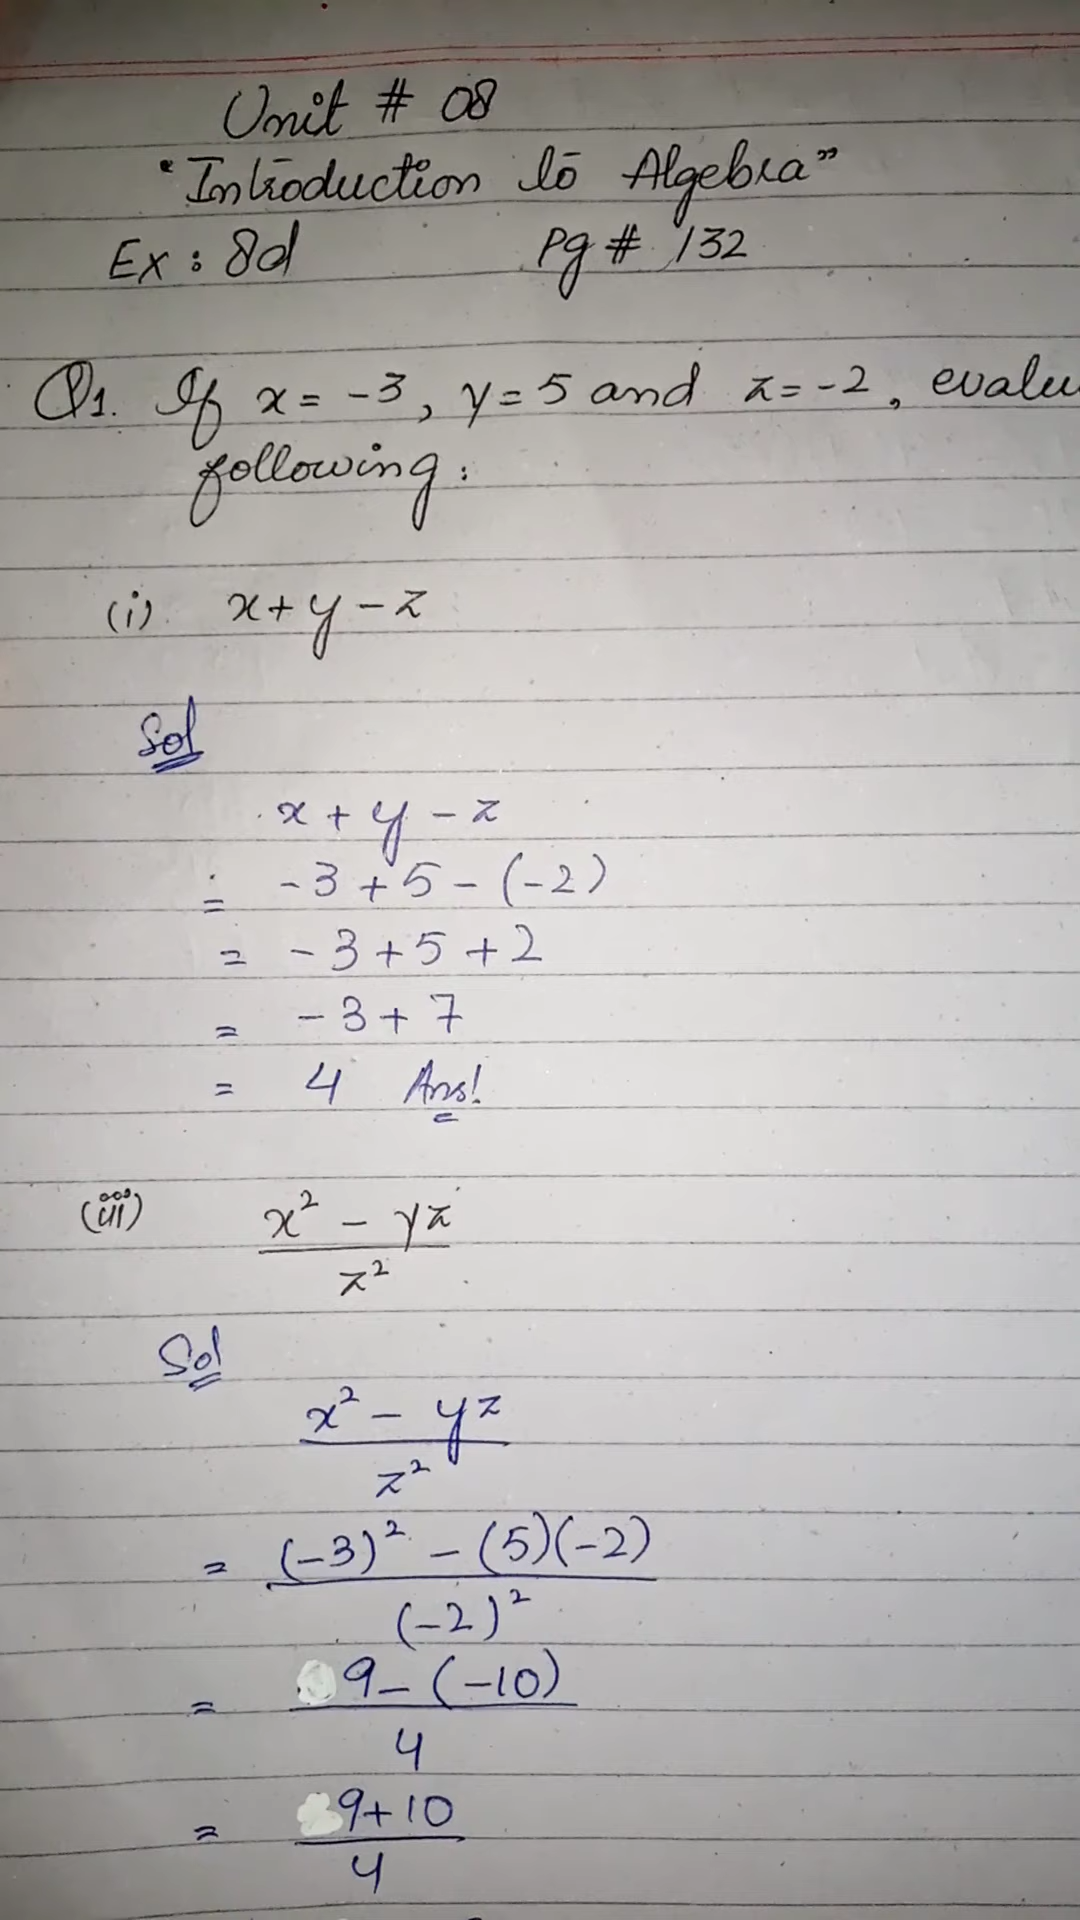 Unit # 08
"Introduction to Algebra"
Ex : 8d Pg # 132
Q1. If x = -3, y = 5 and z = -2, evalu
following :
(i) x + y - z
Sol
x + y - z
= -3 + 5 - (-2)
= -3 + 5 + 2
= -3 + 7
= 4 Ans!
(iii) x² - yz
z²
Sol
x² - yz
z²
= (-3)² - (5)(-2)
(-2)²
= 9 - (-10)
4
= 9 + 10
4